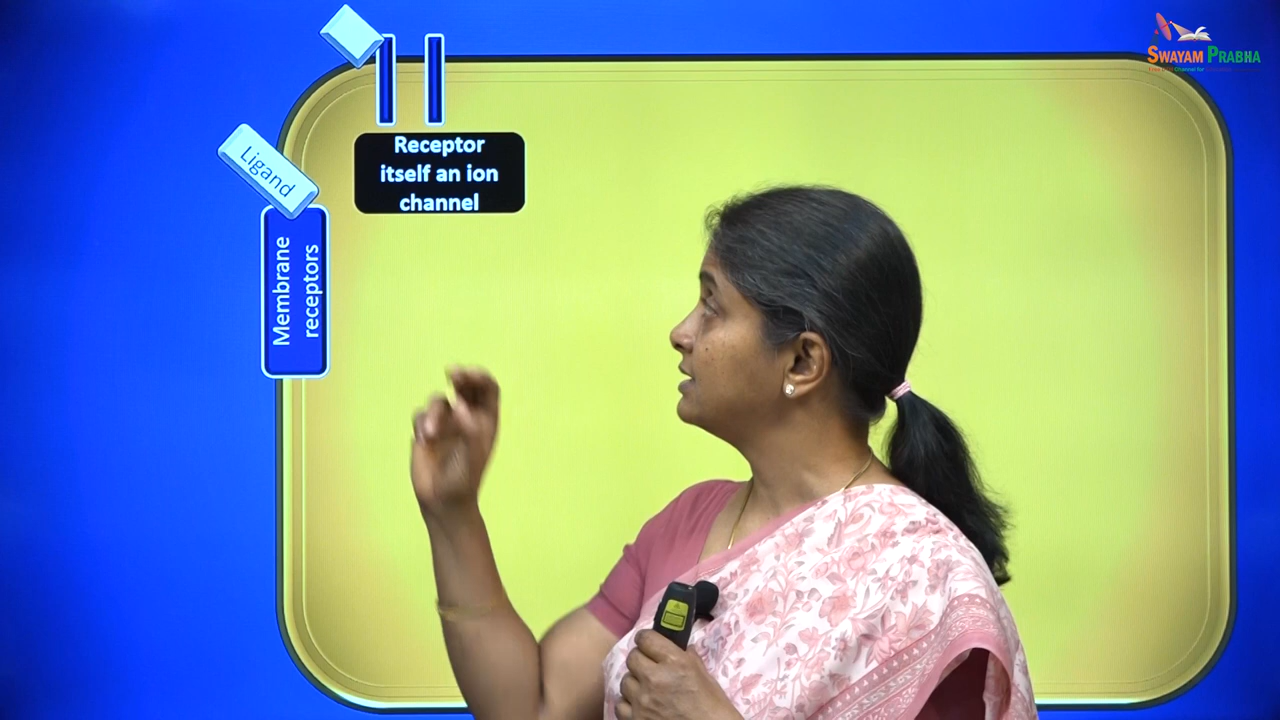 SWAYAM PRABHA
Receptor
itself an ion
channel
Ligand
Membrane
receptors